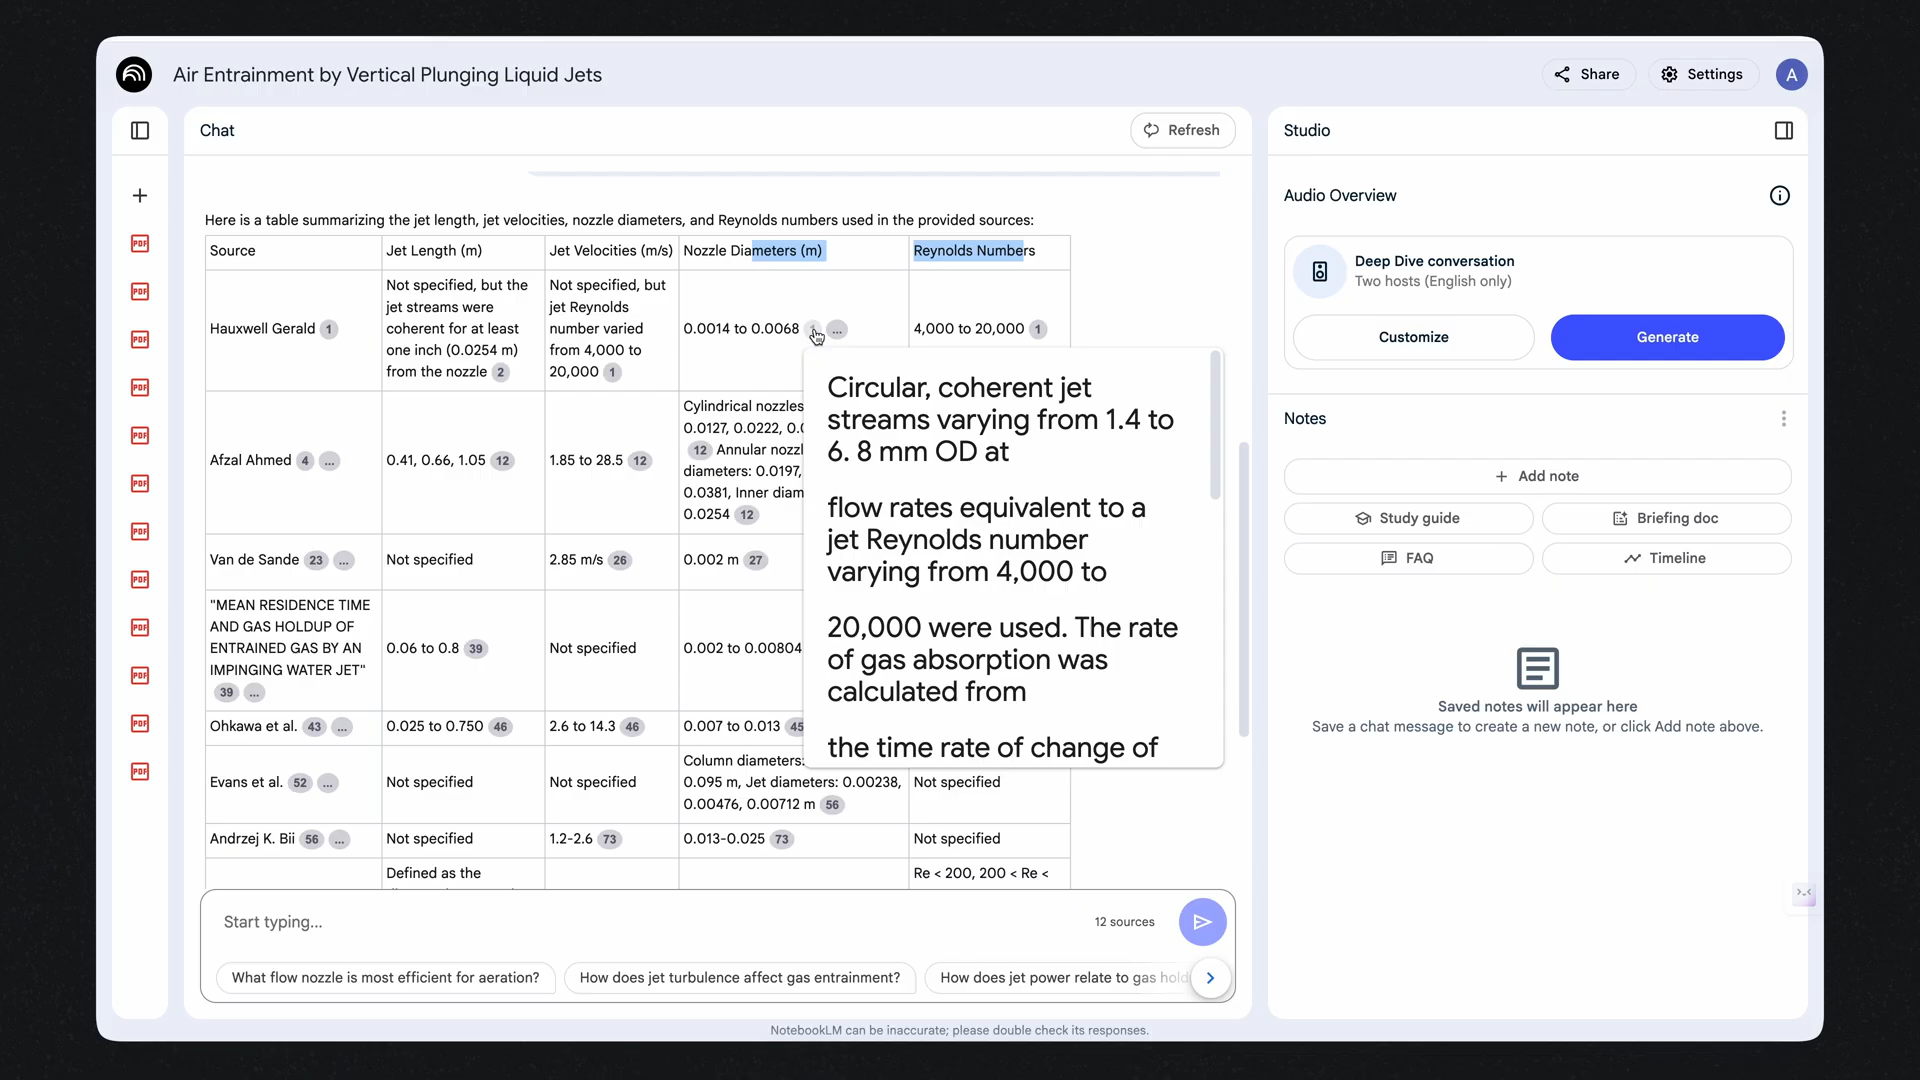 Air Entrainment by Vertical Plunging Liquid Jets
Share
Settings
A
Chat
Refresh
Studio
PDF
PDF
PDF
PDF
PDF
PDF
PDF
PDF
PDF
PDF
PDF
PDF
Here is a table summarizing the jet length, jet velocities, nozzle diameters, and Reynolds numbers used in the provided sources:
Source
Jet Length (m)
Jet Velocities (m/s)
Nozzle Diameters (m)
Reynolds Numbers
Hauxwell Gerald 1
Not specified, but the
jet streams were
coherent for at least
one inch (0.0254 m)
from the nozzle 2
Not specified, but
jet Reynolds
number varied
from 4,000 to
20,000 1
0.0014 to 0.0068 ...
4,000 to 20,000 1
Afzal Ahmed 4 ...
0.41, 0.66, 1.05 12
1.85 to 28.5 12
Cylindrical nozzles
0.0127, 0.0222,
12 Annular
diameters: 0.0197,
0.0381, Inner
0.0254 12
Van de Sande 23 ...
Not specified
2.85 m/s 26
0.002 m 27
"MEAN RESIDENCE TIME
AND GAS HOLDUP OF
ENTRAINED GAS BY AN
IMPINGING WATER JET"
39 ...
0.06 to 0.8 39
Not specified
0.002 to 0.00804
Ohkawa et al. 43 ...
0.025 to 0.750 46
2.6 to 14.3 46
0.007 to 0.013 45
Evans et al. 52 ...
Not specified
Not specified
Column diameters:
0.095 m, Jet diameters: 0.00238,
0.00476, 0.00712 m 56
Not specified
Andrzej K. Bii 56 ...
Not specified
1.2-2.6 73
0.013-0.025 73
Not specified
Defined as the
Re < 200, 200 < Re <
Circular, coherent jet
streams varying from 1.4 to
6. 8 mm OD at
flow rates equivalent to a
jet Reynolds number
varying from 4,000 to
20,000 were used. The rate
of gas absorption was
calculated from
the time rate of change of
Start typing...
12 sources
What flow nozzle is most efficient for aeration?
How does jet turbulence affect gas entrainment?
How does jet power relate to gas hold
NotebookLM can be inaccurate; please double check its responses.
Audio Overview
Deep Dive conversation
Two hosts (English only)
Customize
Generate
Notes
Add note
Study guide
Briefing doc
FAQ
Timeline
Saved notes will appear here
Save a chat message to create a new note, or click Add note above.